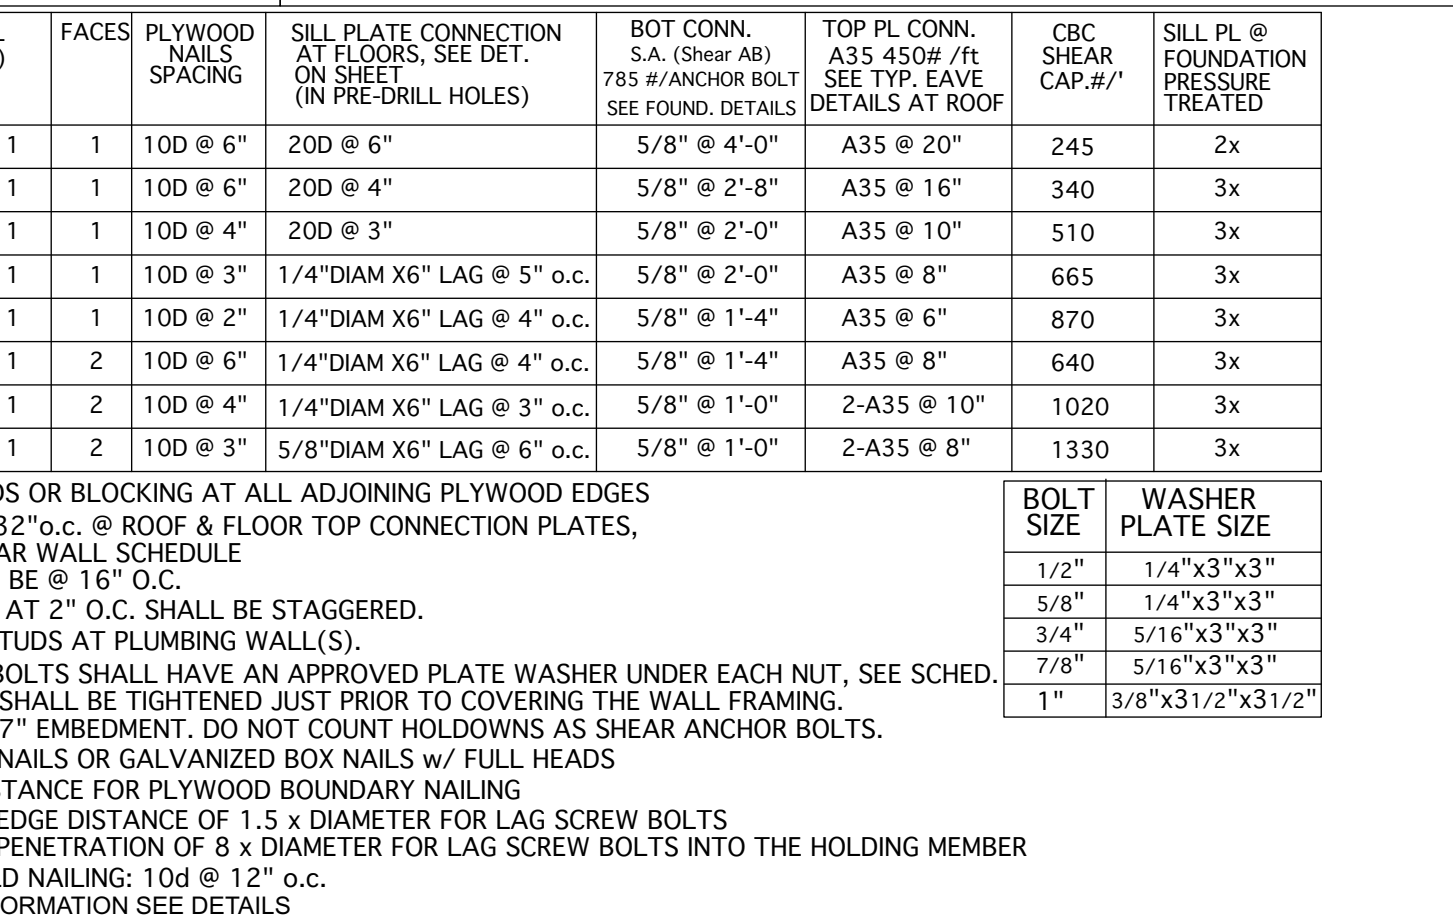 FACES PLYWOOD NAILS SPACING SILL PLATE CONNECTION AT FLOORS, SEE DET. ON SHEET (IN PRE-DRILL HOLES) BOT CONN. S.A. (Shear AB) 785 #/ANCHOR BOLT SEE FOUND. DETAILS TOP PL CONN. A35 450# /ft SEE TYP. EAVE DETAILS AT ROOF CBC SHEAR CAP.#/' SILL PL @ FOUNDATION PRESSURE TREATED
1 1 10D @ 6" 20D @ 6" 5/8" @ 4'-0" A35 @ 20" 245 2x
1 1 10D @ 6" 20D @ 4" 5/8" @ 2'-8" A35 @ 16" 340 3x
1 1 10D @ 4" 20D @ 3" 5/8" @ 2'-0" A35 @ 10" 510 3x
1 1 10D @ 3" 1/4"DIAM X6" LAG @ 5" o.c. 5/8" @ 2'-0" A35 @ 8" 665 3x
1 1 10D @ 2" 1/4"DIAM X6" LAG @ 4" o.c. 5/8" @ 1'-4" A35 @ 6" 870 3x
1 2 10D @ 6" 1/4"DIAM X6" LAG @ 4" o.c. 5/8" @ 1'-4" A35 @ 8" 640 3x
1 2 10D @ 4" 1/4"DIAM X6" LAG @ 3" o.c. 5/8" @ 1'-0" 2-A35 @ 10" 1020 3x
1 2 10D @ 3" 5/8"DIAM X6" LAG @ 6" o.c. 5/8" @ 1'-0" 2-A35 @ 8" 1330 3x
OR BLOCKING AT ALL ADJOINING PLYWOOD EDGES
32"o.c. @ ROOF & FLOOR TOP CONNECTION PLATES,
AR WALL SCHEDULE
BE @ 16" O.C.
AT 2" O.C. SHALL BE STAGGERED.
TUDS AT PLUMBING WALL(S).
BOLTS SHALL HAVE AN APPROVED PLATE WASHER UNDER EACH NUT, SEE SCHED.
SHALL BE TIGHTENED JUST PRIOR TO COVERING THE WALL FRAMING.
7" EMBEDMENT. DO NOT COUNT HOLDOWNS AS SHEAR ANCHOR BOLTS.
NAILS OR GALVANIZED BOX NAILS w/ FULL HEADS
STANCE FOR PLYWOOD BOUNDARY NAILING
EDGE DISTANCE OF 1.5 x DIAMETER FOR LAG SCREW BOLTS
PENETRATION OF 8 x DIAMETER FOR LAG SCREW BOLTS INTO THE HOLDING MEMBER
LD NAILING: 10d @ 12" o.c.
ORMATION SEE DETAILS
BOLT SIZE WASHER PLATE SIZE
1/2" 1/4"x3"x3"
5/8" 1/4"x3"x3"
3/4" 5/16"x3"x3"
7/8" 5/16"x3"x3"
1" 3/8"x31/2"x31/2"